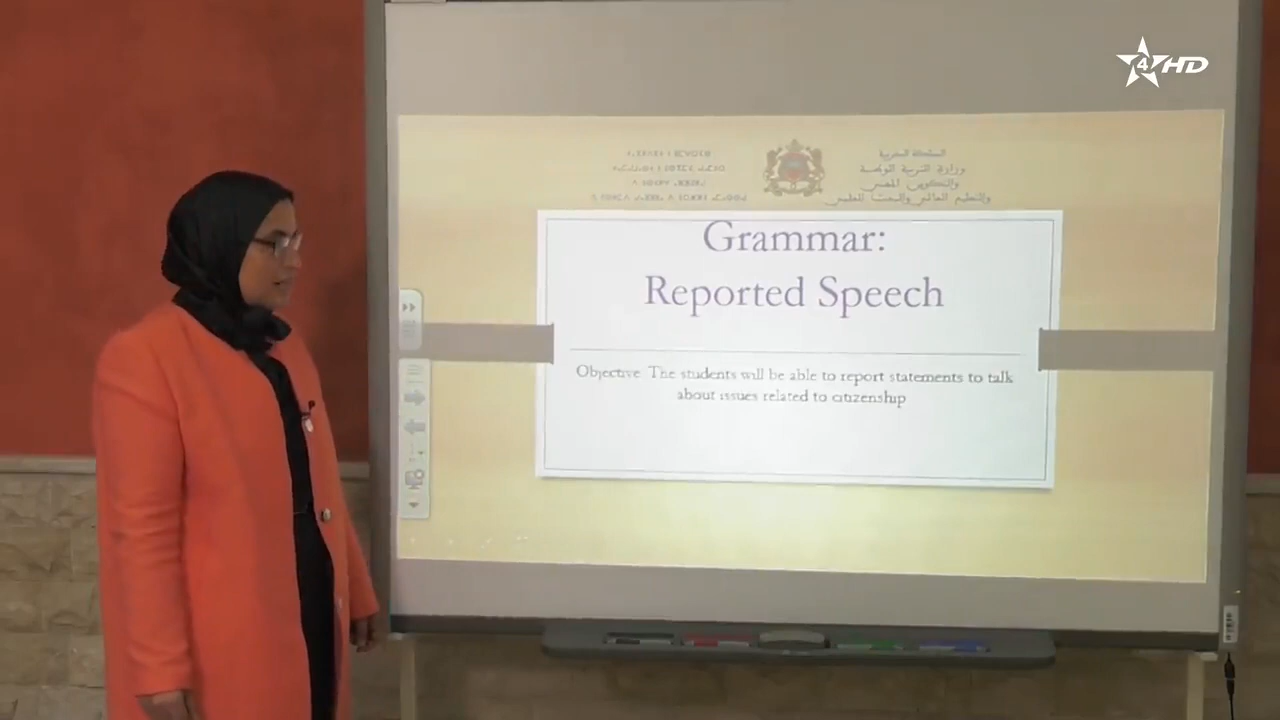 4 HD
المملكة المغربية
وزارة التربية الوطنية
والتكوين المهني
والتعليم العالي والبحث العلمي
Grammar:
Reported Speech
Objective: The students will be able to report statements to talk
about issues related to citizenship